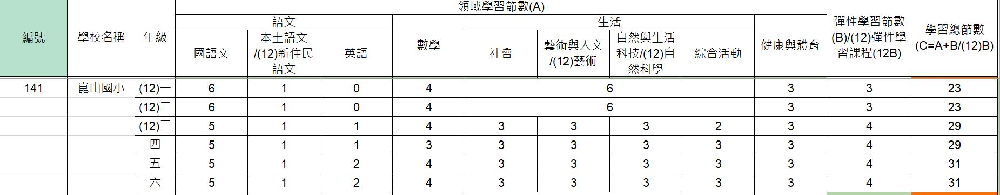 領域學習節數(A)
語文
生活
編號
學校名稱
年級
國語文
本土語文
/(12)新住民
語文
英語
數學
社會
藝術與人文
/(12)藝術
自然與生活
科技/(12)自
然科學
綜合活動
健康與體育
彈性學習節數
(B)/(12)彈性學
習課程(12B)
學習總節數
(C=A+B/(12)B)
141 崑山國小 (12)一 6 1 0 4 6 3 3 23
(12)二 6 1 0 4 6 3 3 23
(12)三 5 1 1 4 3 3 3 2 3 4 29
四 5 1 1 3 3 3 3 3 3 4 29
五 5 1 2 4 3 3 3 3 3 4 31
六 5 1 2 4 3 3 3 3 3 4 31